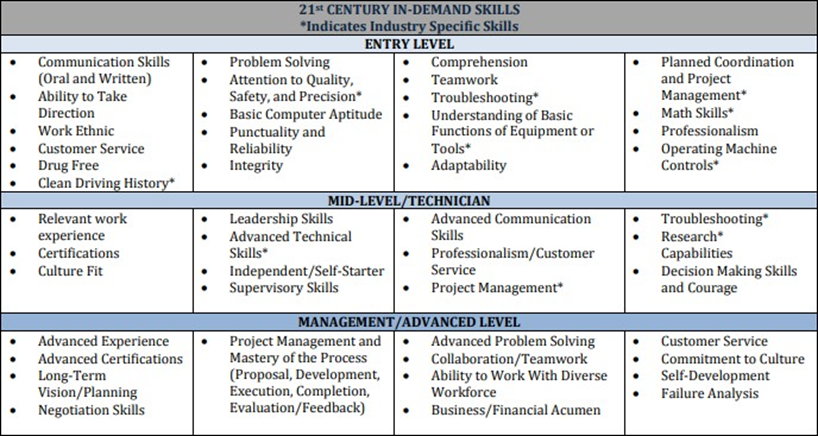 21st CENTURY IN-DEMAND SKILLS
*Indicates Industry Specific Skills
ENTRY LEVEL
• Communication Skills
(Oral and Written)
• Ability to Take
Direction
• Work Ethnic
• Customer Service
• Drug Free
• Clean Driving History*
• Problem Solving
• Attention to Quality,
Safety, and Precision*
• Basic Computer Aptitude
• Punctuality and
Reliability
• Integrity
• Comprehension
• Teamwork
• Troubleshooting*
• Understanding of Basic
Functions of Equipment or
Tools*
• Adaptability
• Planned Coordination
and Project
Management*
• Math Skills*
• Professionalism
• Operating Machine
Controls*
MID-LEVEL/TECHNICIAN
• Relevant work
experience
• Certifications
• Culture Fit
• Leadership Skills
• Advanced Technical
Skills*
• Independent/Self-Starter
• Supervisory Skills
• Advanced Communication
Skills
• Professionalism/Customer
Service
• Project Management*
• Troubleshooting*
• Research*
Capabilities
• Decision Making Skills
and Courage
MANAGEMENT/ADVANCED LEVEL
• Advanced Experience
• Advanced Certifications
• Long-Term
Vision/Planning
• Negotiation Skills
• Project Management and
Mastery of the Process
(Proposal, Development,
Execution, Completion,
Evaluation/Feedback)
• Advanced Problem Solving
• Collaboration/Teamwork
• Ability to Work With Diverse
Workforce
• Business/Financial Acumen
• Customer Service
• Commitment to Culture
• Self-Development
• Failure Analysis